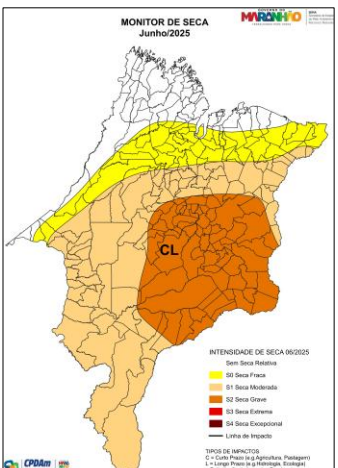 MONITOR DE SECA
Junho/2025
GOVERNO DO
MARANHÃO
CL
INTENSIDADE DE SECA 06/2025
Sem Seca Relativa
S0 Seca Fraca
S1 Seca Moderada
S2 Seca Grave
S3 Seca Extrema
S4 Seca Excepcional
Linha de Impacto
TIPOS DE IMPACTOS
C = Curto Prazo (e.g.Agricultura, Pastagem)
L = Longo Prazo (e.g.Hidrologia, Ecologia)
CPDAm